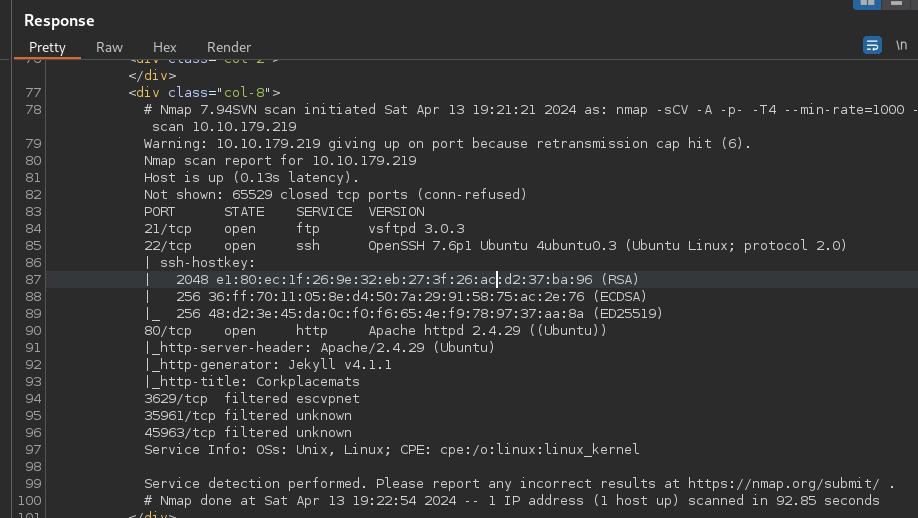 Response
Pretty Raw Hex Render \n
</div>
77 <div class="col-8">
78 # Nmap 7.94SVN scan initiated Sat Apr 13 19:21:21 2024 as: nmap -sCV -A -p- -T4 --min-rate=1000 -
scan 10.10.179.219
79 Warning: 10.10.179.219 giving up on port because retransmission cap hit (6).
80 Nmap scan report for 10.10.179.219
81 Host is up (0.13s latency).
82 Not shown: 65529 closed tcp ports (conn-refused)
83 PORT STATE SERVICE VERSION
84 21/tcp open ftp vsftpd 3.0.3
85 22/tcp open ssh OpenSSH 7.6p1 Ubuntu 4ubuntu0.3 (Ubuntu Linux; protocol 2.0)
86 | ssh-hostkey:
87 | 2048 e1:80:ec:1f:26:9e:32:eb:27:3f:26:ac:d2:37:ba:96 (RSA)
88 | 256 36:ff:70:11:05:8e:d4:50:7a:29:91:58:75:ac:2e:76 (ECDSA)
89 |_ 256 48:d2:3e:45:da:0c:f0:f6:65:4e:f9:78:97:37:aa:8a (ED25519)
90 80/tcp open http Apache httpd 2.4.29 ((Ubuntu))
91 |_http-server-header: Apache/2.4.29 (Ubuntu)
92 |_http-generator: Jekyll v4.1.1
93 |_http-title: Corkplacemats
94 3629/tcp filtered escvpnet
95 35961/tcp filtered unknown
96 45963/tcp filtered unknown
97 Service Info: OSs: Unix, Linux; CPE: cpe:/o:linux:linux_kernel
98
99 Service detection performed. Please report any incorrect results at https://nmap.org/submit/ .
100 # Nmap done at Sat Apr 13 19:22:54 2024 -- 1 IP address (1 host up) scanned in 92.85 seconds
101 </div>